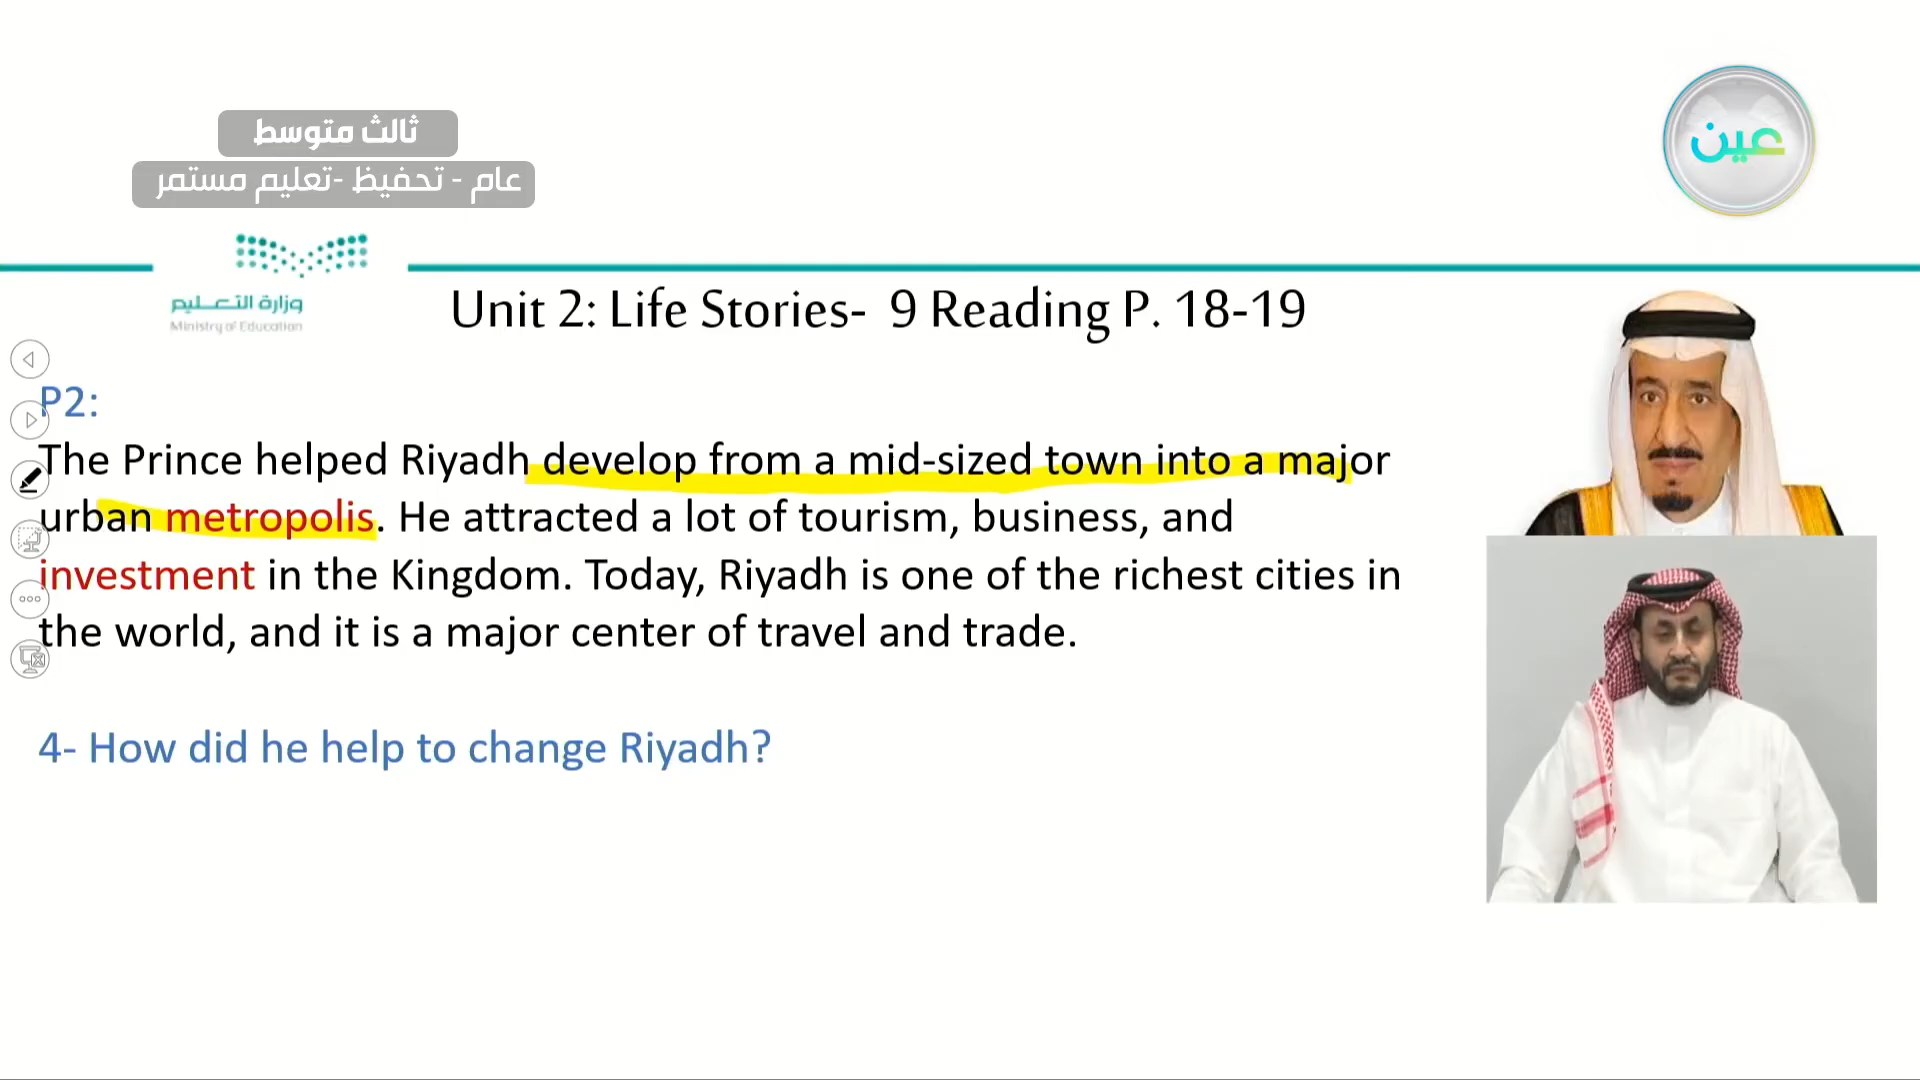 ثالث متوسط
عام - تحفيظ -تعليم مستمر
عين
وزارة التعليم
Ministry of Education
Unit 2: Life Stories-  9 Reading P. 18-19
P2:
The Prince helped Riyadh develop from a mid-sized town into a major
urban metropolis. He attracted a lot of tourism, business, and
investment in the Kingdom. Today, Riyadh is one of the richest cities in
the world, and it is a major center of travel and trade.
4- How did he help to change Riyadh?